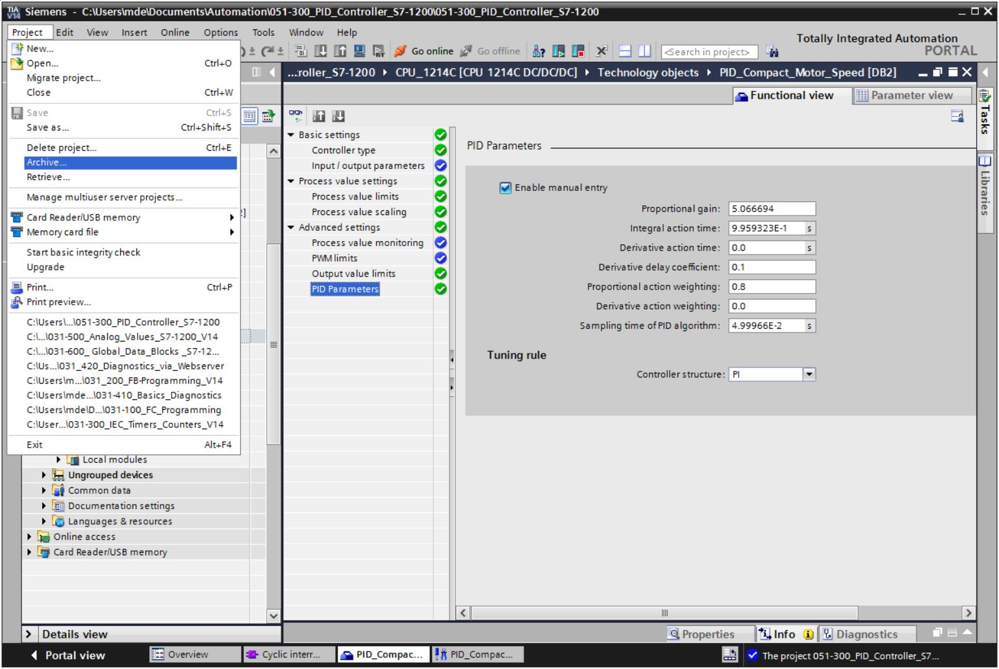 TIA V14 Siemens - C:\Users\mde\Documents\Automation\051-300_PID_Controller_S7-1200\051-300_PID_Controller_S7-1200
Project Edit View Insert Online Options Tools Window Help
Totally Integrated Automation
PORTAL
Go online Go offline <Search in project>
New...
Open... Ctrl+O
Migrate project...
Close Ctrl+W
Save Ctrl+S
Save as... Ctrl+Shift+S
Delete project... Ctrl+E
Archive...
Retrieve...
Manage multiuser server projects...
Card Reader/USB memory
Memory card file
Start basic integrity check
Upgrade
Print... Ctrl+P
Print preview...
C:\Users\...\051-300_PID_Controller_S7-1200
C:\...\031-500_Analog_Values_S7-1200_V14
C:\...\031-600_ Global_Data_Blocks _S7-12...
C:\Us...\031_420_Diagnostics_via_Webserver
C:\Users\m...\031_200_FB-Programming_V14
C:\Users\mde...\031-410_Basics_Diagnostics
C:\Users\mde\D...\031-100_FC_Programming
C:\User...\031-300_IEC_Timers_Counters_V14
Exit Alt+F4
Local modules
Ungrouped devices
Common data
Documentation settings
Languages & resources
Online access
Card Reader/USB memory
Details view
...roller_S7-1200 CPU_1214C [CPU 1214C DC/DC/DC] Technology objects PID_Compact_Motor_Speed [DB2]
Functional view Parameter view
Basic settings
Controller type
Input / output parameters
Process value settings
Process value limits
Process value scaling
Advanced settings
Process value monitoring
PWM limits
Output value limits
PID Parameters
PID Parameters
Enable manual entry
Proportional gain: 5.066694
Integral action time: 9.959323E-1 s
Derivative action time: 0.0 s
Derivative delay coefficient: 0.1
Proportional action weighting: 0.8
Derivative action weighting: 0.0
Sampling time of PID algorithm: 4.99966E-2 s
Tuning rule
Controller structure: PI
Tasks
Libraries
Properties Info Diagnostics
Portal view Overview Cyclic interr... PID_Compac... PID_Compac... The project 051-300_PID_Controller_S7...